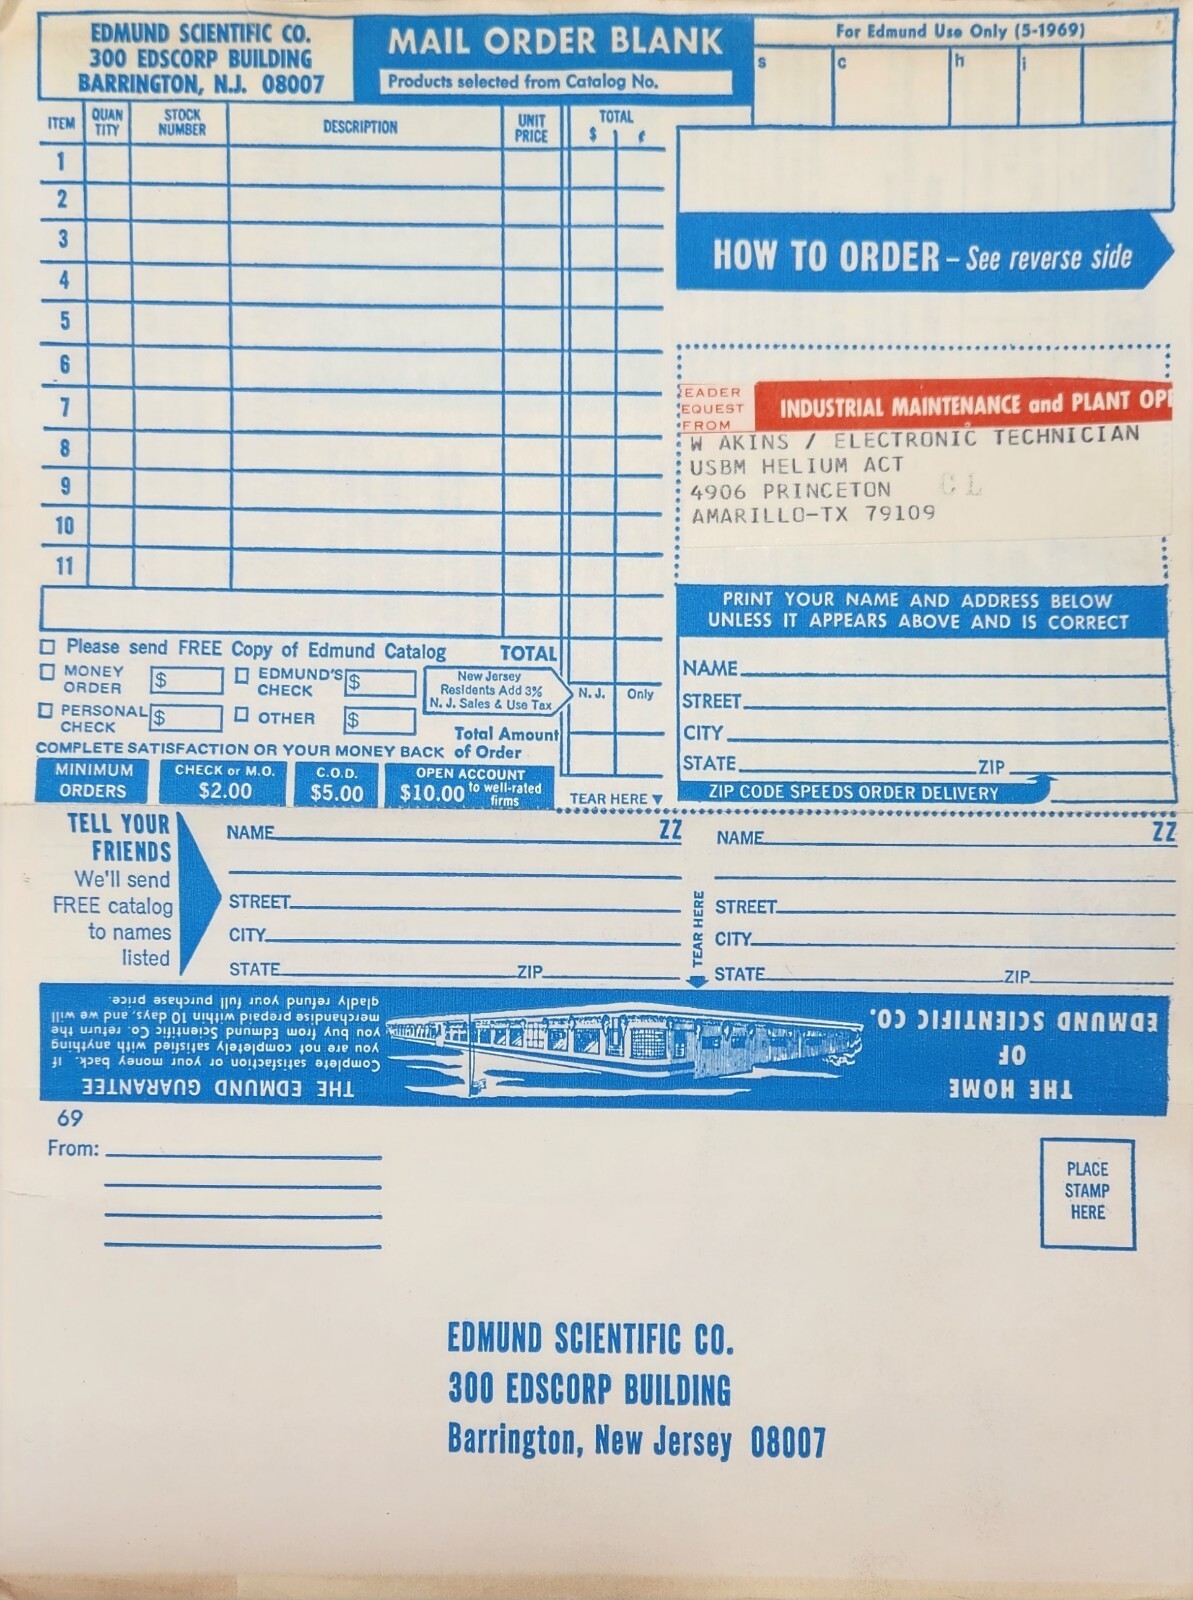 EDMUND SCIENTIFIC CO.
300 EDSCORP BUILDING
BARRINGTON, N.J. 08007
MAIL ORDER BLANK
Products selected from Catalog No.
For Edmund Use Only (5-1969)
s c h i
ITEM QUAN TITY STOCK NUMBER DESCRIPTION UNIT PRICE TOTAL $ ¢
1
2
3
4
5
6
7
8
9
10
11
HOW TO ORDER – See reverse side
EADER
EQUEST
FROM
INDUSTRIAL MAINTENANCE and PLANT OP
W AKINS / ELECTRONIC TECHNICIAN
USBM HELIUM ACT
4906 PRINCETON CL
AMARILLO-TX 79109
PRINT YOUR NAME AND ADDRESS BELOW
UNLESS IT APPEARS ABOVE AND IS CORRECT
NAME
STREET
CITY
STATE ZIP
ZIP CODE SPEEDS ORDER DELIVERY
Please send FREE Copy of Edmund Catalog TOTAL
MONEY ORDER $
EDMUND'S CHECK $
New Jersey
Residents Add 3%
N. J. Sales & Use Tax
N. J. Only
PERSONAL CHECK $
OTHER $
Total Amount
COMPLETE SATISFACTION OR YOUR MONEY BACK of Order
MINIMUM ORDERS
CHECK or M.O.
$2.00
C.O.D.
$5.00
OPEN ACCOUNT
$10.00 to well-rated firms
TEAR HERE
TELL YOUR
FRIENDS
We'll send
FREE catalog
to names
listed
NAME ZZ
STREET
CITY
STATE ZIP
TEAR HERE
NAME ZZ
STREET
CITY
STATE ZIP
THE HOME
OF
EDMUND SCIENTIFIC CO.
THE EDMUND GUARANTEE
Complete satisfaction or your money back. If
you are not completely satisfied with anything
you buy from Edmund Scientific Co. return the
merchandise prepaid within 10 days, and we will
gladly refund your full purchase price.
69
From:
PLACE
STAMP
HERE
EDMUND SCIENTIFIC CO.
300 EDSCORP BUILDING
Barrington, New Jersey 08007